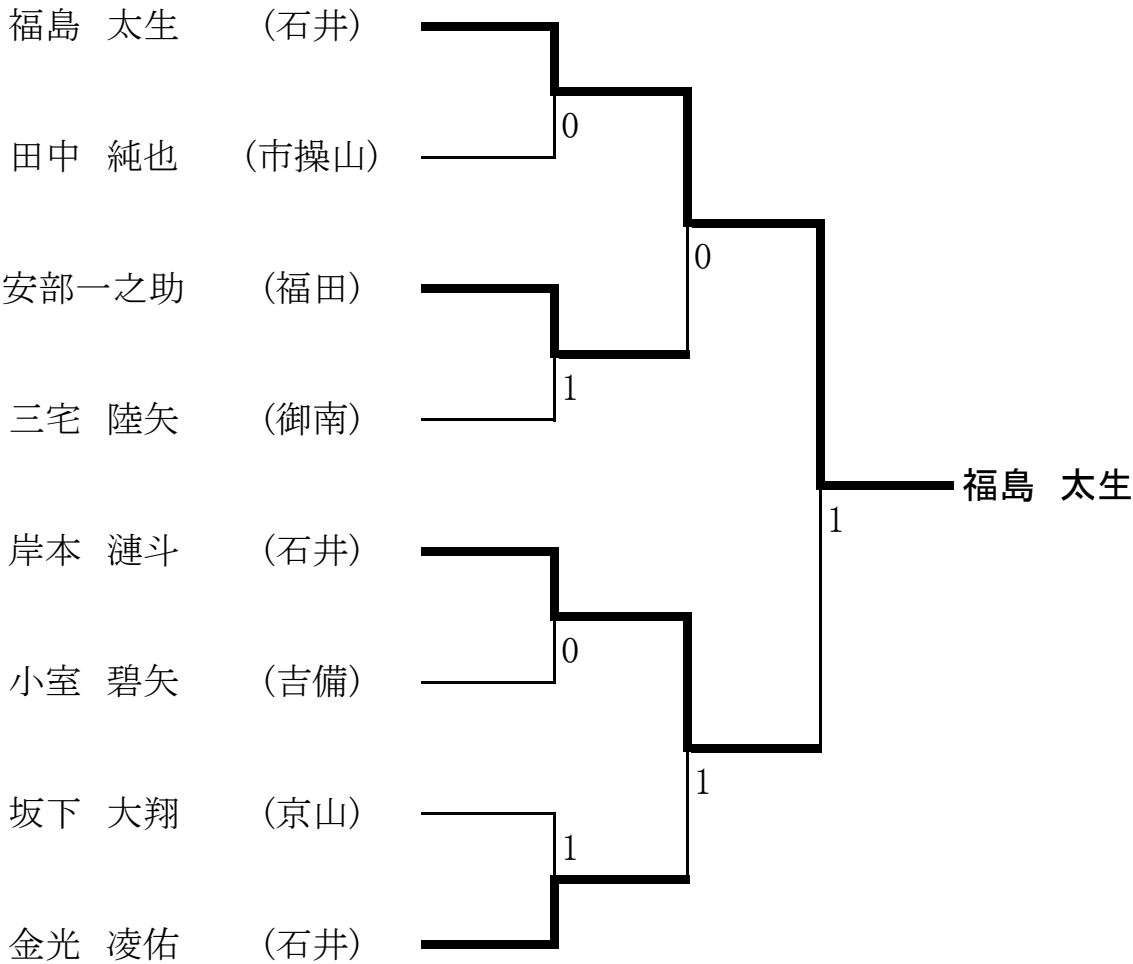 福島 太生 (石井)
0
田中 純也 (市操山)
0
安部一之助 (福田)
1
三宅 陸矢 (御南)
福島 太生
1
岸本 漣斗 (石井)
0
小室 碧矢 (吉備)
1
坂下 大翔 (京山)
1
金光 凌佑 (石井)